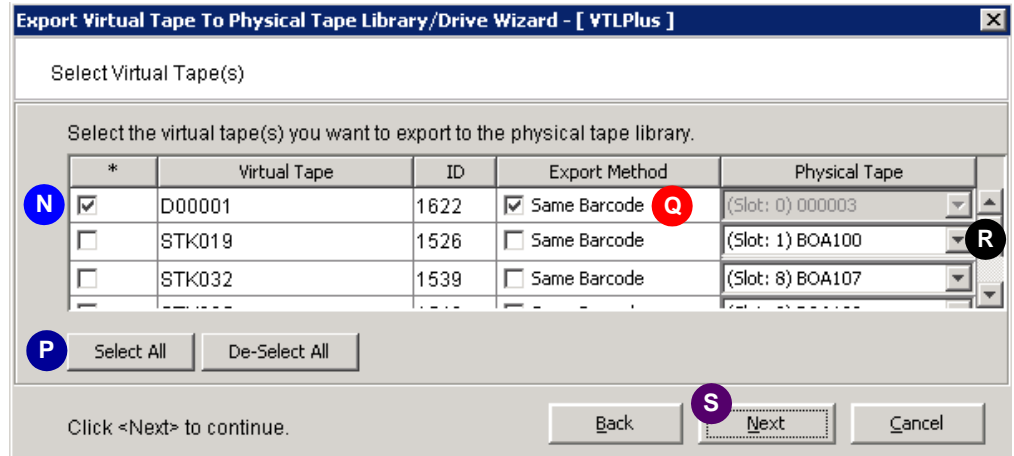 Export Virtual Tape To Physical Tape Library/Drive Wizard - [ VTLPlus ]
Select Virtual Tape(s)
Select the virtual tape(s) you want to export to the physical tape library.
* Virtual Tape ID Export Method Physical Tape
N D00001 1622 Same Barcode Q (Slot: 0) 000003
STK019 1526 Same Barcode (Slot: 1) BOA100 R
STK032 1539 Same Barcode (Slot: 8) BOA107
P Select All De-Select All
S
Click <Next> to continue. Back Next Cancel